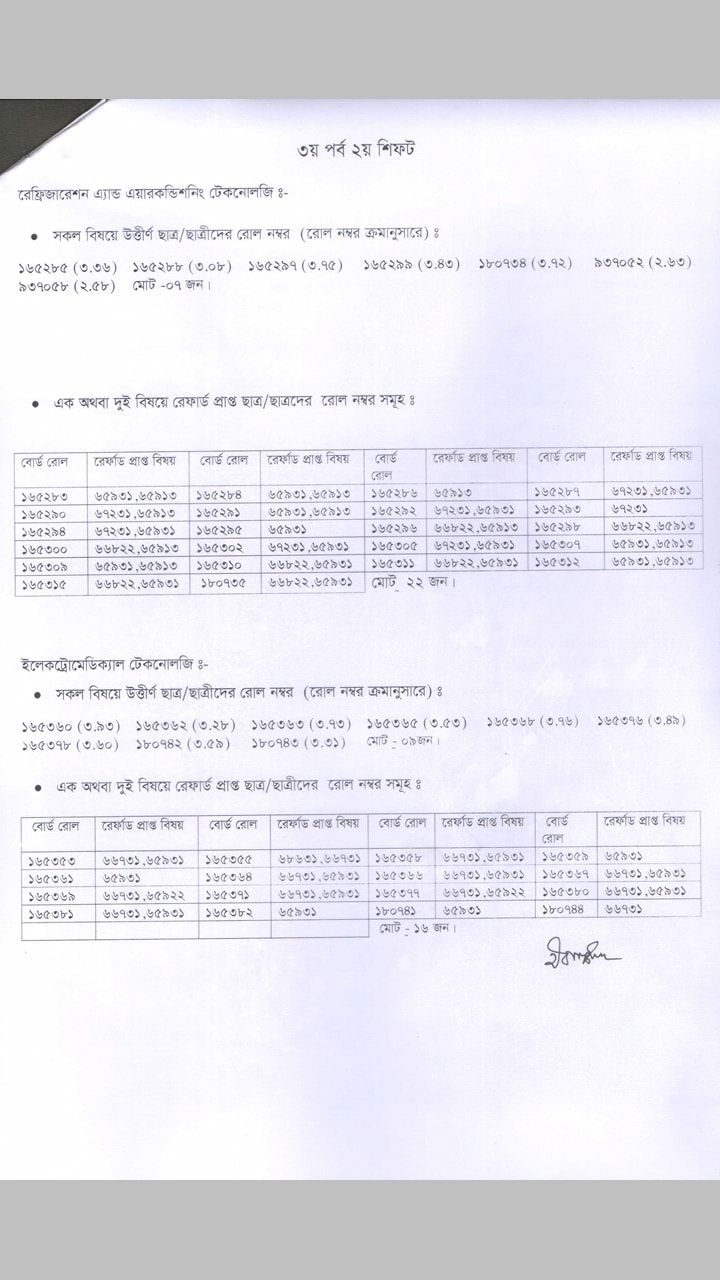 ৩য় পর্ব ২য় শিফট
রেফ্রিজারেশন এ্যান্ড এয়ারকন্ডিশনিং টেকনোলজি ঃ-
• সকল বিষয়ে উত্তীর্ণ ছাত্র/ছাত্রীদের রোল নম্বর (রোল নম্বর ক্রমানুসারে) ঃ
১৬৫২৮৫ (৩.৩৬) ১৬৫২৮৮ (৩.০৮) ১৬৫২৯৭ (৩.৭৫) ১৬৫২৯৯ (৩.৪৩) ১৮০৭৩৪ (৩.৭২) ৯৩৭০৫২ (২.৬৩)
৯৩৭০৫৮ (২.৫৮) মোট -০৭ জন।
• এক অথবা দুই বিষয়ে রেফার্ড প্রাপ্ত ছাত্র/ছাত্রদের রোল নম্বর সমূহ ঃ
বোর্ড রোল রেফার্ড প্রাপ্ত বিষয় বোর্ড রোল রেফার্ড প্রাপ্ত বিষয় বোর্ড রোল রেফার্ড প্রাপ্ত বিষয় বোর্ড রোল রেফার্ড প্রাপ্ত বিষয়
১৬৫২৮৩ ৬৫৯৩১,৬৫৯১৩ ১৬৫২৮৪ ৬৫৯৩১,৬৫৯১৩ ১৬৫২৮৬ ৬৫৯১৩ ১৬৫২৮৭ ৬৭২৩১,৬৫৯৩১
১৬৫২৯০ ৬৭২৩১,৬৫৯১৩ ১৬৫২৯১ ৬৫৯৩১,৬৫৯১৩ ১৬৫২৯২ ৬৭২৩১,৬৫৯৩১ ১৬৫২৯৩ ৬৭২৩১
১৬৫২৯৪ ৬৭২৩১,৬৫৯৩১ ১৬৫২৯৫ ৬৫৯৩১ ১৬৫২৯৬ ৬৬৮২২,৬৫৯১৩ ১৬৫২৯৮ ৬৬৮২২,৬৫৯১৩
১৬৫৩০০ ৬৬৮২২,৬৫৯১৩ ১৬৫৩০২ ৬৭২৩১,৬৫৯৩১ ১৬৫৩০৫ ৬৭২৩১,৬৫৯৩১ ১৬৫৩০৭ ৬৫৯৩১,৬৫৯১৩
১৬৫৩০৯ ৬৫৯৩১,৬৫৯১৩ ১৬৫৩১০ ৬৬৮২২,৬৫৯৩১ ১৬৫৩১১ ৬৬৮২২,৬৫৯৩১ ১৬৫৩১২ ৬৫৯৩১,৬৫৯১৩
১৬৫৩১৫ ৬৬৮২২,৬৫৯৩১ ১৮০৭৩৫ ৬৬৮২২,৬৫৯৩১ মোট- ২২ জন।
ইলেকট্রোমেডিক্যাল টেকনোলজি ঃ-
• সকল বিষয়ে উত্তীর্ণ ছাত্র/ছাত্রীদের রোল নম্বর (রোল নম্বর ক্রমানুসারে) ঃ
১৬৫৩৬০ (৩.৯৩) ১৬৫৩৬২ (৩.২৮) ১৬৫৩৬৩ (৩.৭৩) ১৬৫৩৬৫ (৩.৫৩) ১৬৫৩৬৮ (৩.৭৬) ১৬৫৩৭৬ (৩.৪৯)
১৬৫৩৭৮ (৩.৬০) ১৮০৭৪২ (৩.৫৯) ১৮০৭৪৩ (৩.৩১) মোট - ০৯জন।
• এক অথবা দুই বিষয়ে রেফার্ড প্রাপ্ত ছাত্র/ছাত্রীদের রোল নম্বর সমূহ ঃ
বোর্ড রোল রেফার্ড প্রাপ্ত বিষয় বোর্ড রোল রেফার্ড প্রাপ্ত বিষয় বোর্ড রোল রেফার্ড প্রাপ্ত বিষয় বোর্ড রোল রেফার্ড প্রাপ্ত বিষয়
১৬৫৩৫৩ ৬৬৭৩১,৬৫৯৩১ ১৬৫৩৫৫ ৬৮৬৩১,৬৬৭৩১ ১৬৫৩৫৮ ৬৬৭৩১,৬৫৯৩১ ১৬৫৩৫৯ ৬৫৯৩১
১৬৫৩৬১ ৬৫৯৩১ ১৬৫৩৬৪ ৬৬৭৩১,৬৫৯৩১ ১৬৫৩৬৬ ৬৬৭৩১,৬৫৯৩১ ১৬৫৩৬৭ ৬৬৭৩১,৬৫৯৩১
১৬৫৩৬৯ ৬৬৭৩১,৬৫৯২২ ১৬৫৩৭১ ৬৬৭৩১,৬৫৯৩১ ১৬৫৩৭৭ ৬৬৭৩১,৬৫৯২২ ১৬৫৩৮০ ৬৬৭৩১,৬৫৯৩১
১৬৫৩৮১ ৬৬৭৩১,৬৫৯৩১ ১৬৫৩৮২ ৬৫৯৩১ ১৮০৭৪১ ৬৫৯৩১ ১৮০৭৪৪ ৬৬৭৩১
মোট - ১৬ জন।